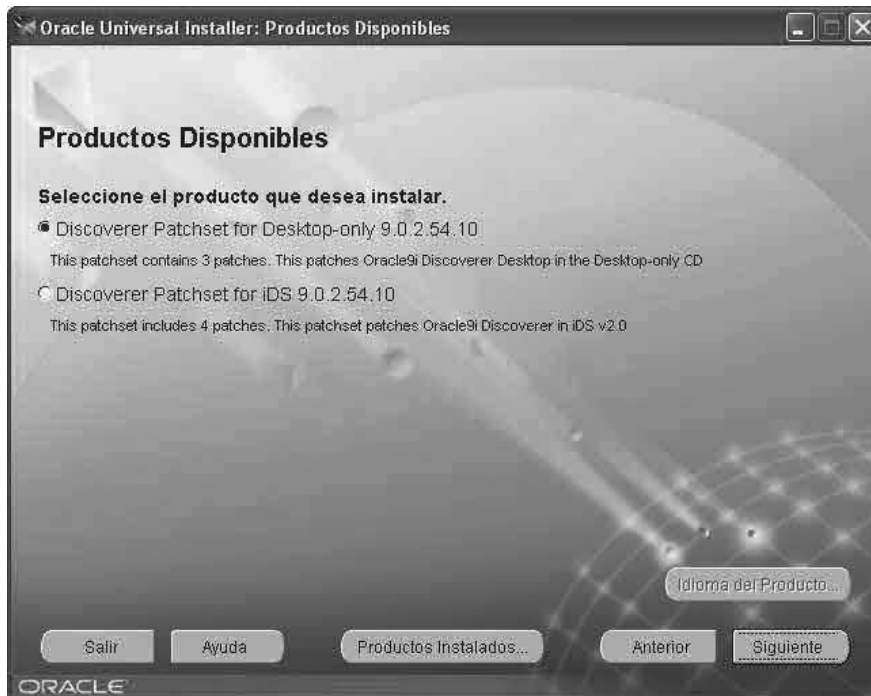 Oracle Universal Installer: Productos Disponibles
Productos Disponibles
Seleccione el producto que desea instalar.
Discoverer Patchset for Desktop-only 9.0.2.54.10
This patchset contains 3 patches. This patches Oracle9i Discoverer Desktop in the Desktop-only CD
Discoverer Patchset for iDS 9.0.2.54.10
This patchset includes 4 patches. This patchset patches Oracle9i Discoverer in iDS v2.0
Idioma del Producto...
Salir Ayuda Productos Instalados... Anterior Siguiente
ORACLE